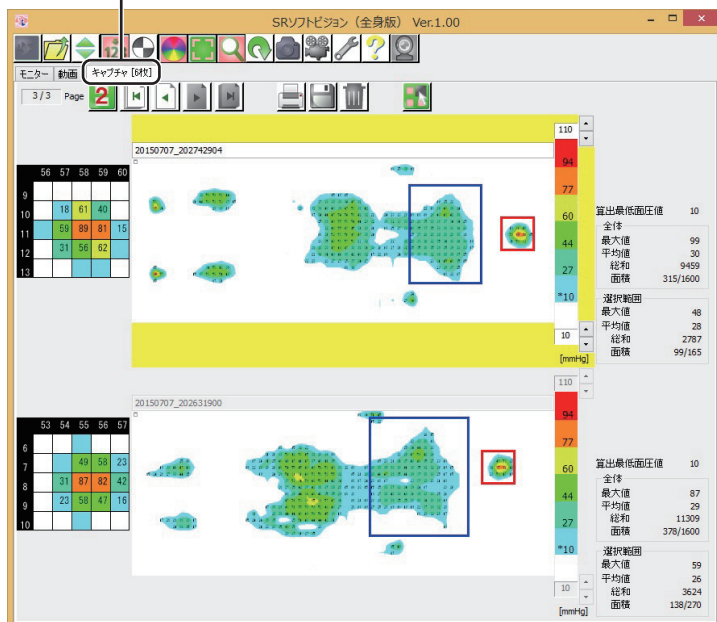 SRソフトビジョン（全身版） Ver.1.00
モニター 動画 キャプチャ [6枚]
3/3 Page 2
20150707_202742904
56 57 58 59 60
9
10 18 61 40
11 59 89 81 15
12 31 56 62
13
110
94
77
60
44
27
*10
10
[mmHg]
算出最低面圧値 10
全体
最大値 99
平均値 30
総和 9459
面積 315/1600
選択範囲
最大値 48
平均値 28
総和 2787
面積 99/165
20150707_202631900
53 54 55 56 57
6
7 49 58 23
8 31 87 82 42
9 23 58 47 16
10
110
94
77
60
44
27
*10
10
[mmHg]
算出最低面圧値 10
全体
最大値 87
平均値 29
総和 11309
面積 378/1600
選択範囲
最大値 59
平均値 26
総和 3624
面積 138/270